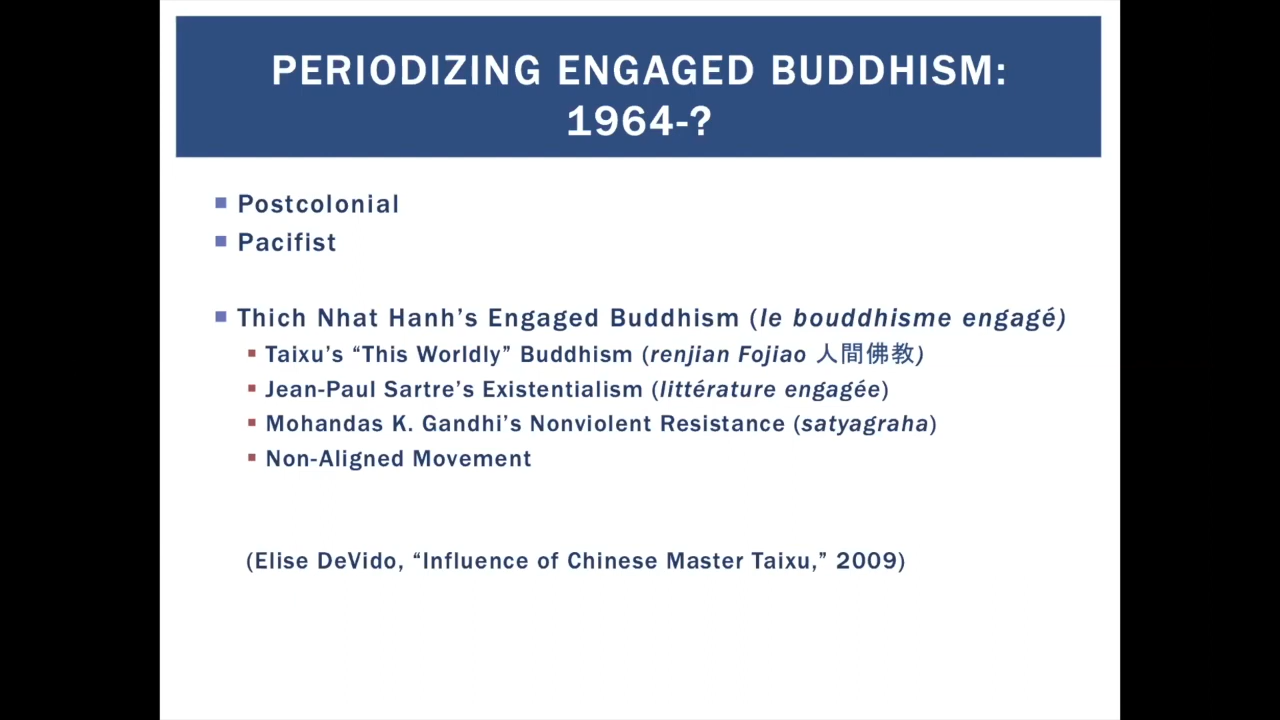 PERIODIZING ENGAGED BUDDHISM:
1964-?
Postcolonial
Pacifist
Thich Nhat Hanh’s Engaged Buddhism (le bouddhisme engagé)
Taixu’s “This Worldly” Buddhism (renjian Fojiao 人間佛教)
Jean-Paul Sartre’s Existentialism (littérature engagée)
Mohandas K. Gandhi’s Nonviolent Resistance (satyagraha)
Non-Aligned Movement
(Elise DeVido, “Influence of Chinese Master Taixu,” 2009)